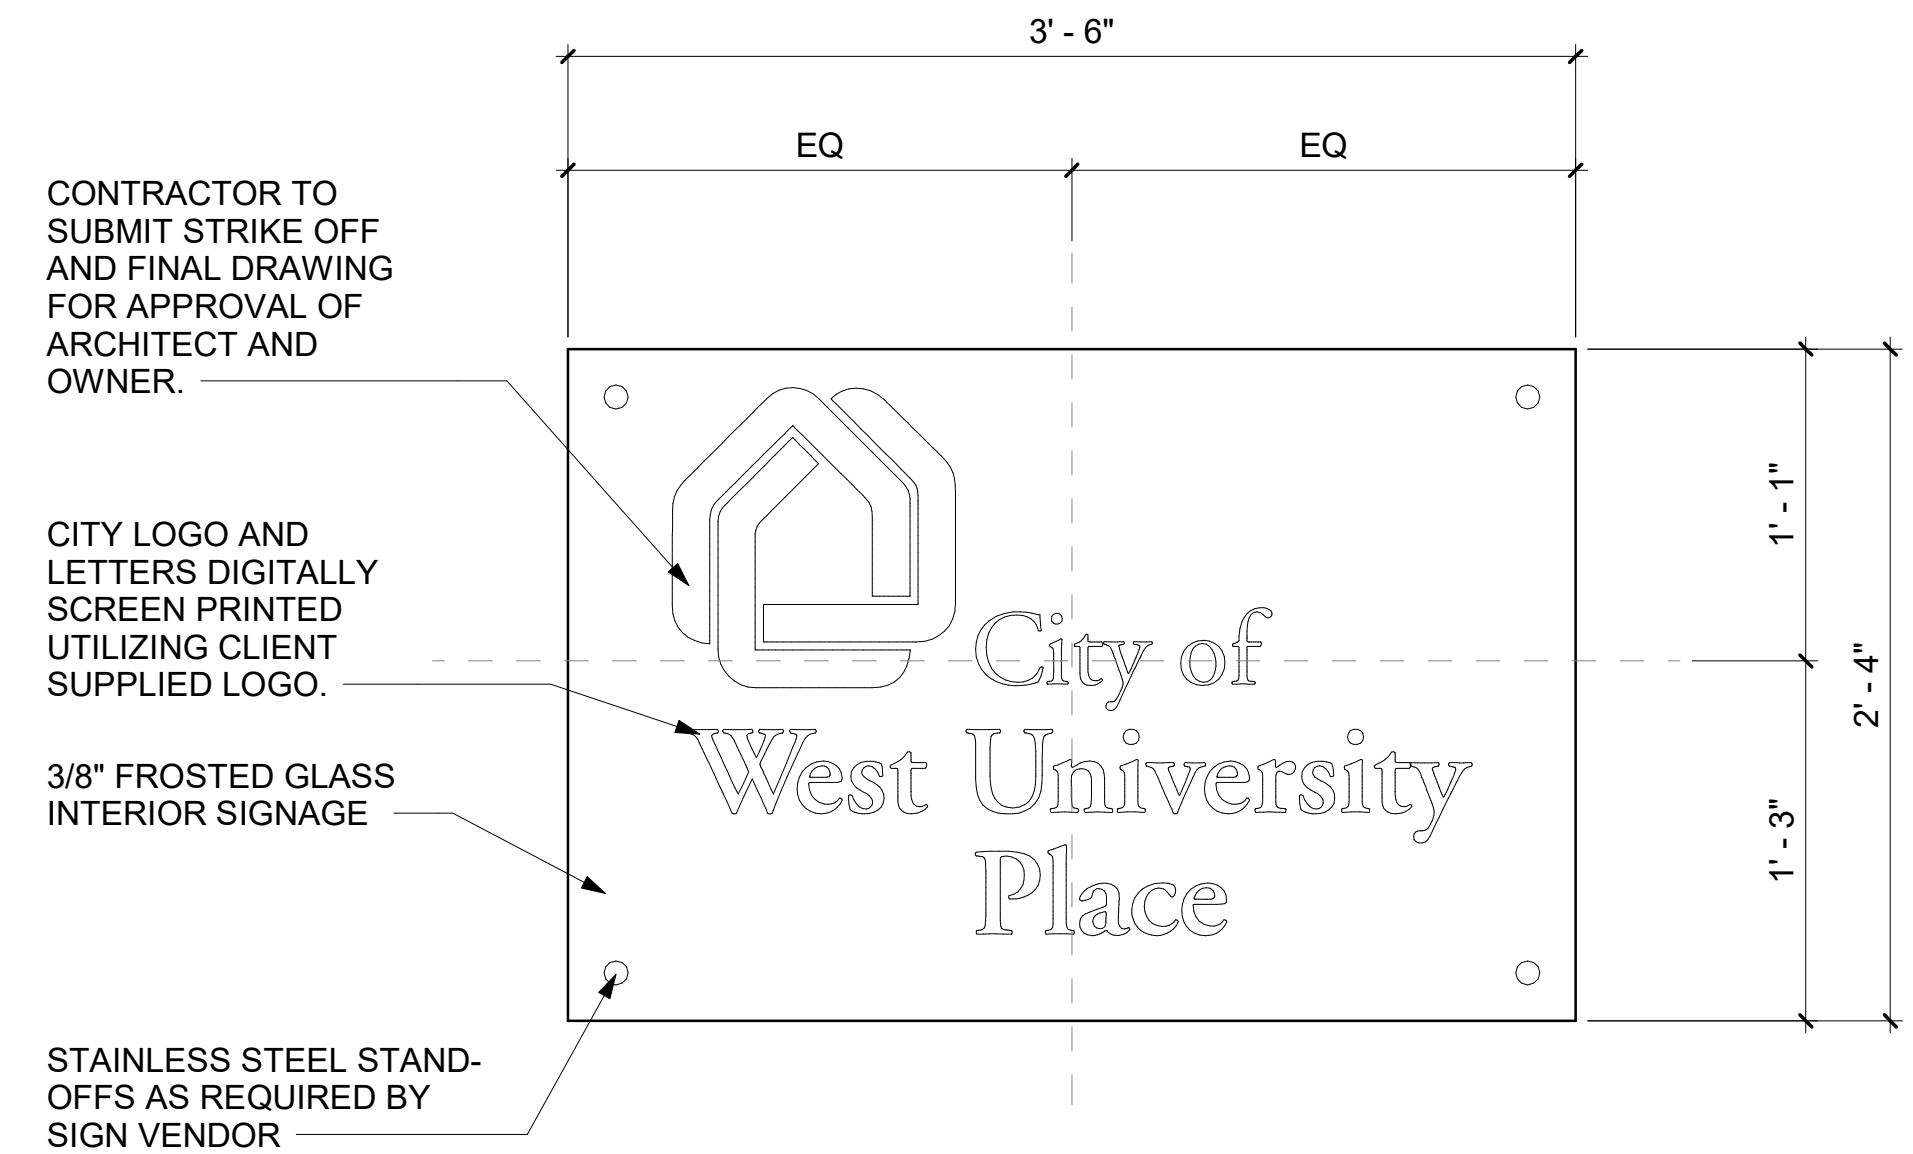 3' - 6"
EQ
EQ
CONTRACTOR TO
SUBMIT STRIKE OFF
AND FINAL DRAWING
FOR APPROVAL OF
ARCHITECT AND
OWNER.
CITY LOGO AND
LETTERS DIGITALLY
SCREEN PRINTED
UTILIZING CLIENT
SUPPLIED LOGO.
3/8" FROSTED GLASS
INTERIOR SIGNAGE
STAINLESS STEEL STAND-
OFFS AS REQUIRED BY
SIGN VENDOR
City of
West University
Place
1' - 1"
1' - 3"
2' - 4"